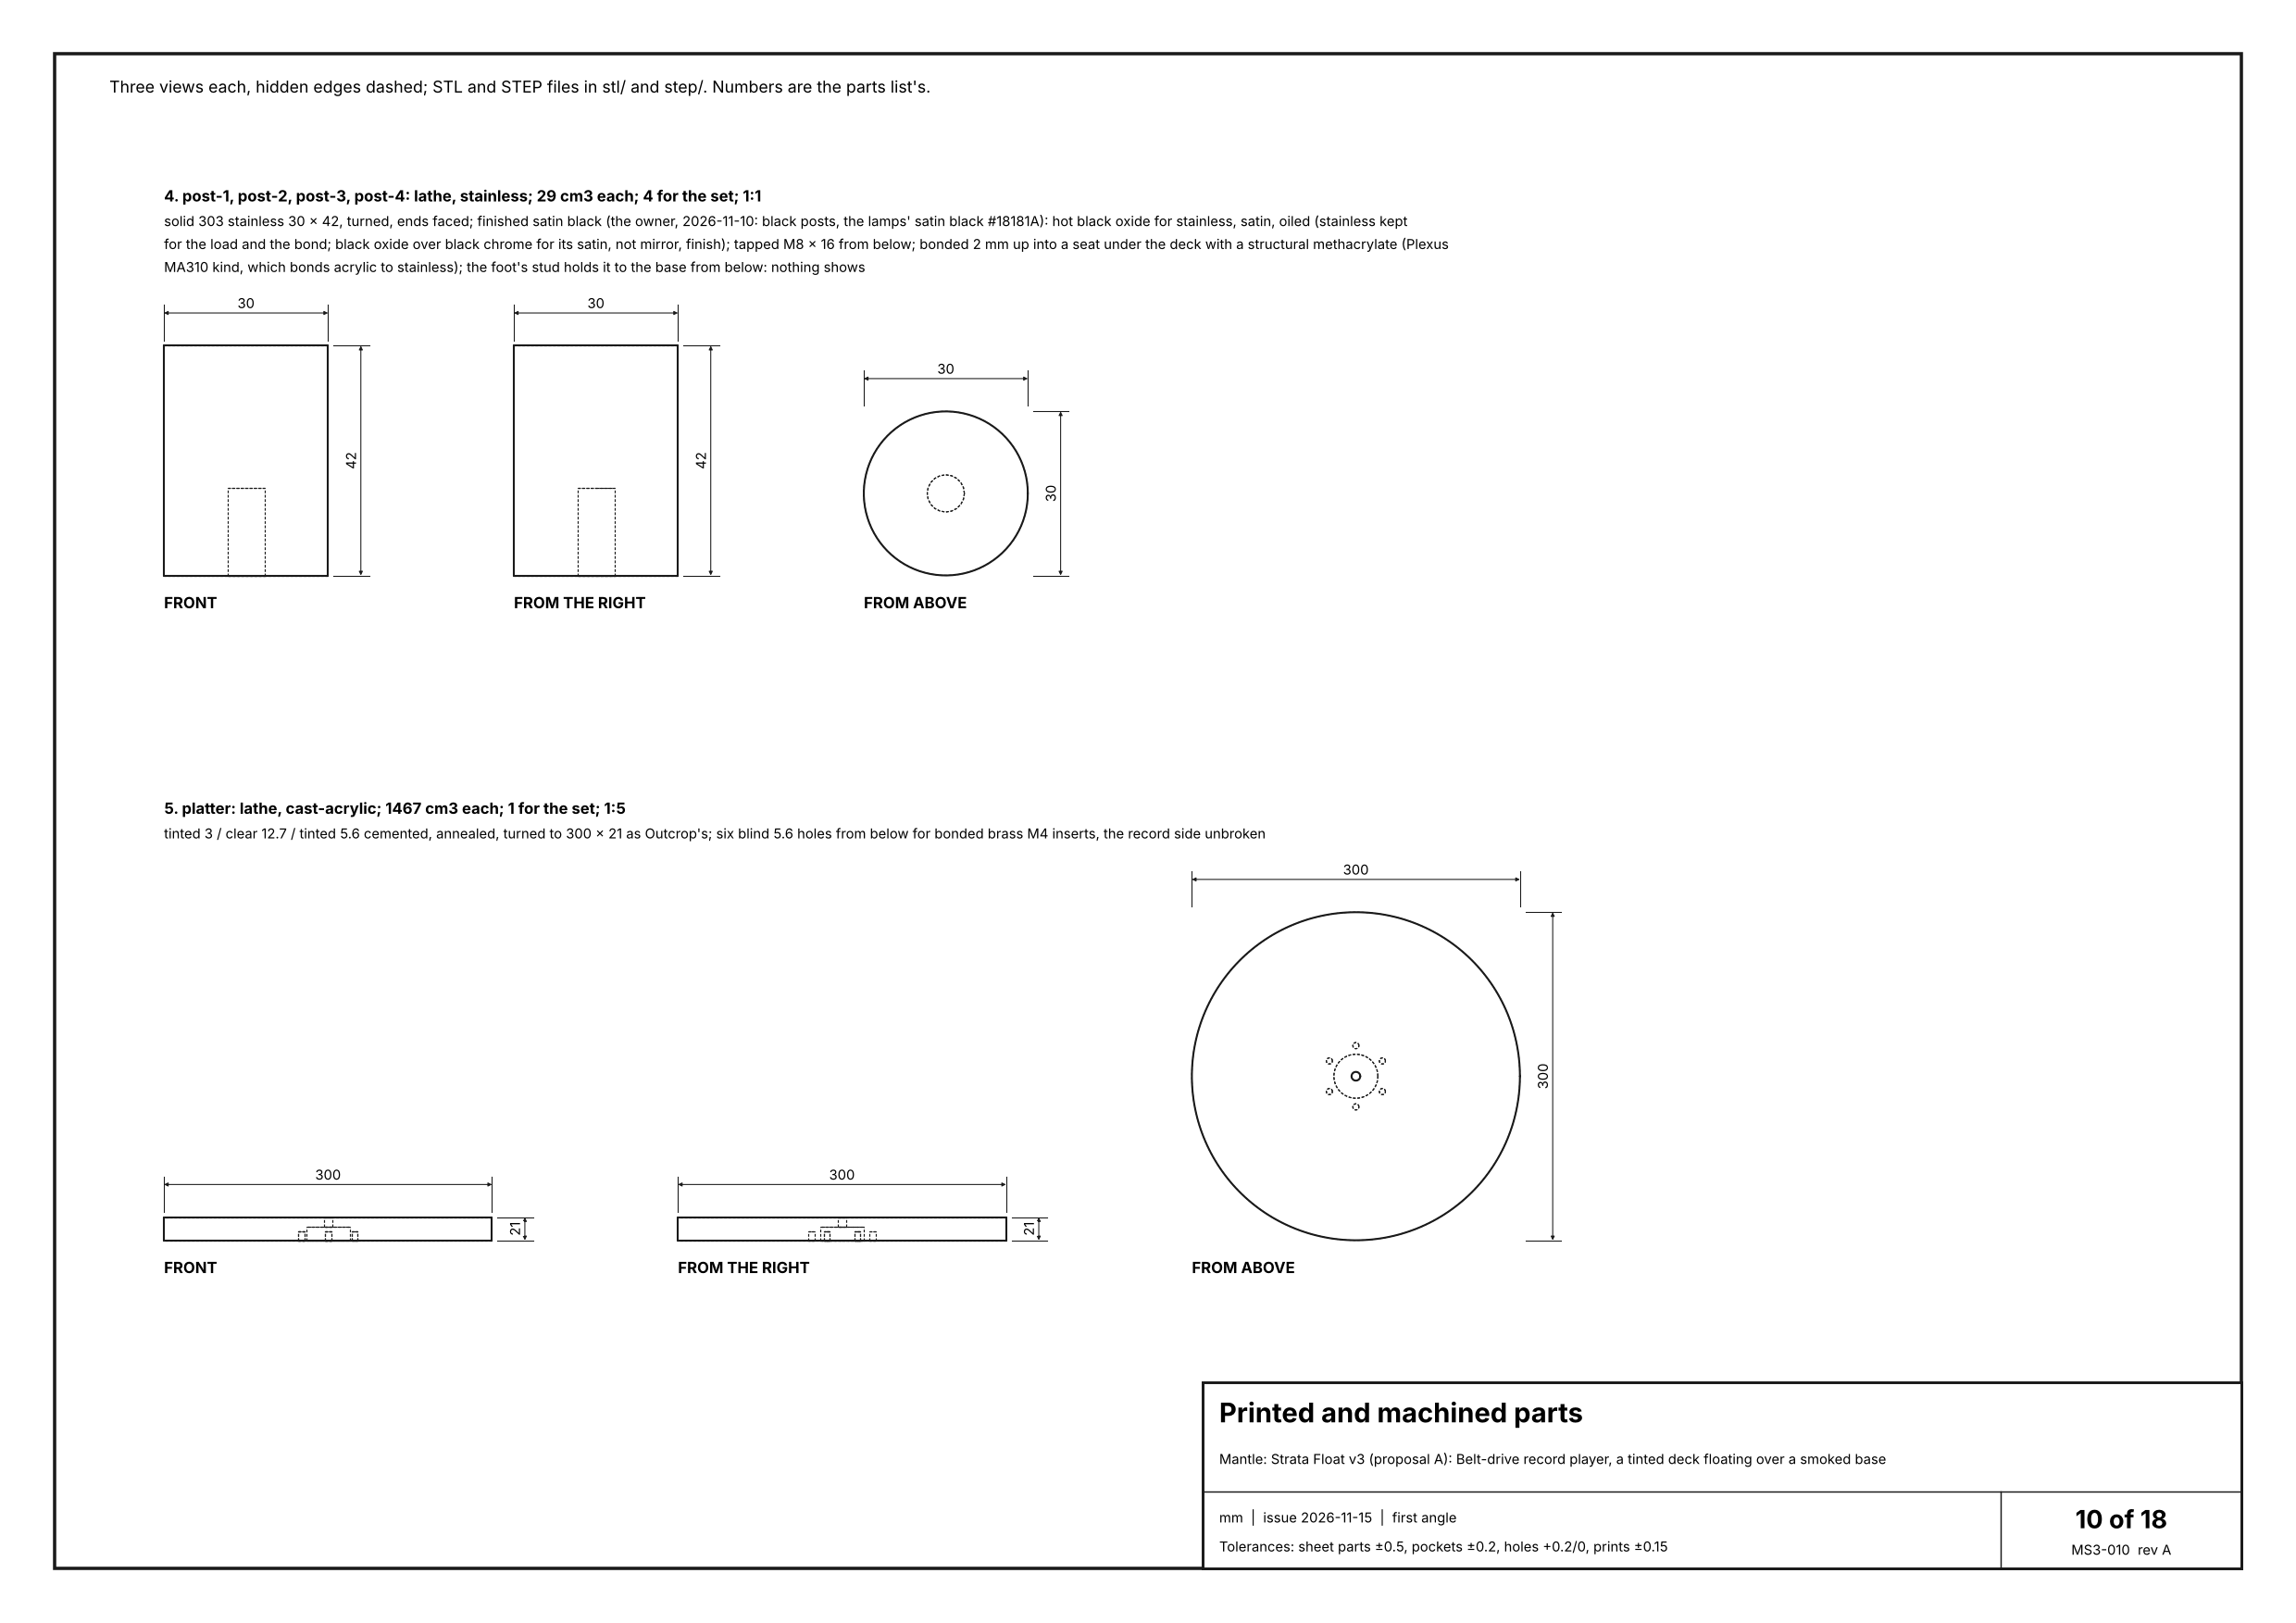 Three views each, hidden edges dashed; STL and STEP files in stl/ and step/. Numbers are the parts list's.
4. post-1, post-2, post-3, post-4: lathe, stainless; 29 cm3 each; 4 for the set; 1:1
solid 303 stainless 30 × 42, turned, ends faced; finished satin black (the owner, 2026-11-10: black posts, the lamps' satin black #18181A): hot black oxide for stainless, satin, oiled (stainless kept
for the load and the bond; black oxide over black chrome for its satin, not mirror, finish); tapped M8 × 16 from below; bonded 2 mm up into a seat under the deck with a structural methacrylate (Plexus
MA310 kind, which bonds acrylic to stainless); the foot's stud holds it to the base from below: nothing shows
30
30
30
42
42
30
FRONT
FROM THE RIGHT
FROM ABOVE
5. platter: lathe, cast-acrylic; 1467 cm3 each; 1 for the set; 1:5
tinted 3 / clear 12.7 / tinted 5.6 cemented, annealed, turned to 300 × 21 as Outcrop's; six blind 5.6 holes from below for bonded brass M4 inserts, the record side unbroken
300
300
300
300
21
21
FRONT
FROM THE RIGHT
FROM ABOVE
Printed and machined parts
Mantle: Strata Float v3 (proposal A): Belt-drive record player, a tinted deck floating over a smoked base
mm | issue 2026-11-15 | first angle
Tolerances: sheet parts ±0.5, pockets ±0.2, holes +0.2/0, prints ±0.15
10 of 18
MS3-010 rev A